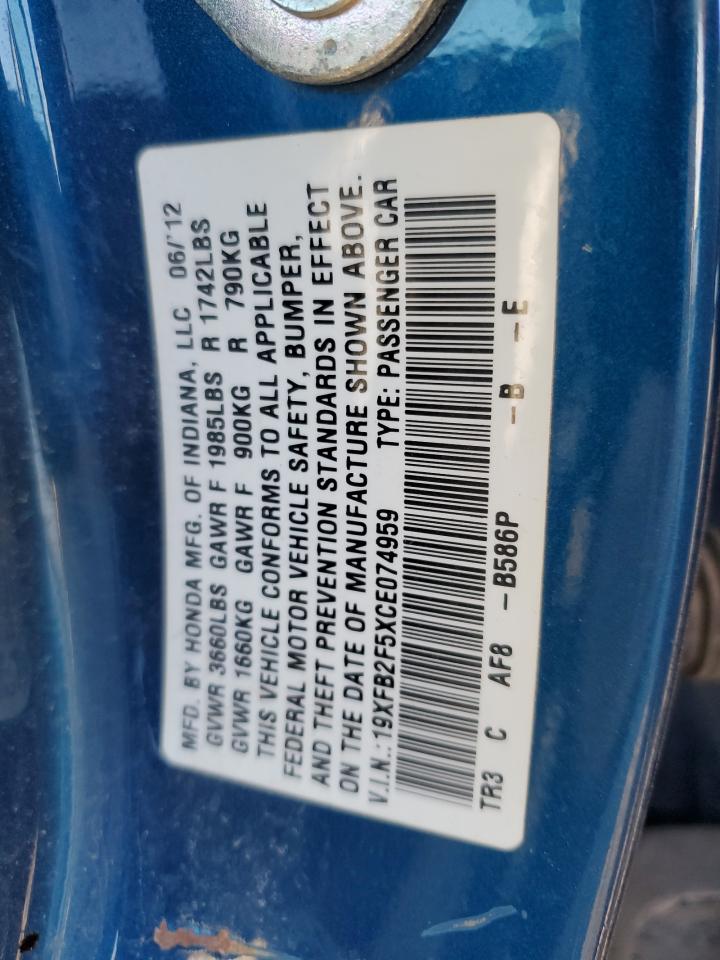 MFD. BY HONDA MFG. OF INDIANA, LLC 06/'12
GVWR 3660LBS GAWR F 1985LBS R 1742LBS
GVWR 1660KG GAWR F 900KG R 790KG
THIS VEHICLE CONFORMS TO ALL APPLICABLE
FEDERAL MOTOR VEHICLE SAFETY, BUMPER,
AND THEFT PREVENTION STANDARDS IN EFFECT
ON THE DATE OF MANUFACTURE SHOWN ABOVE.
V.I.N.:19XFB2F5XCE074959 TYPE: PASSENGER CAR
TR3 C AF8 -B586P -B -E